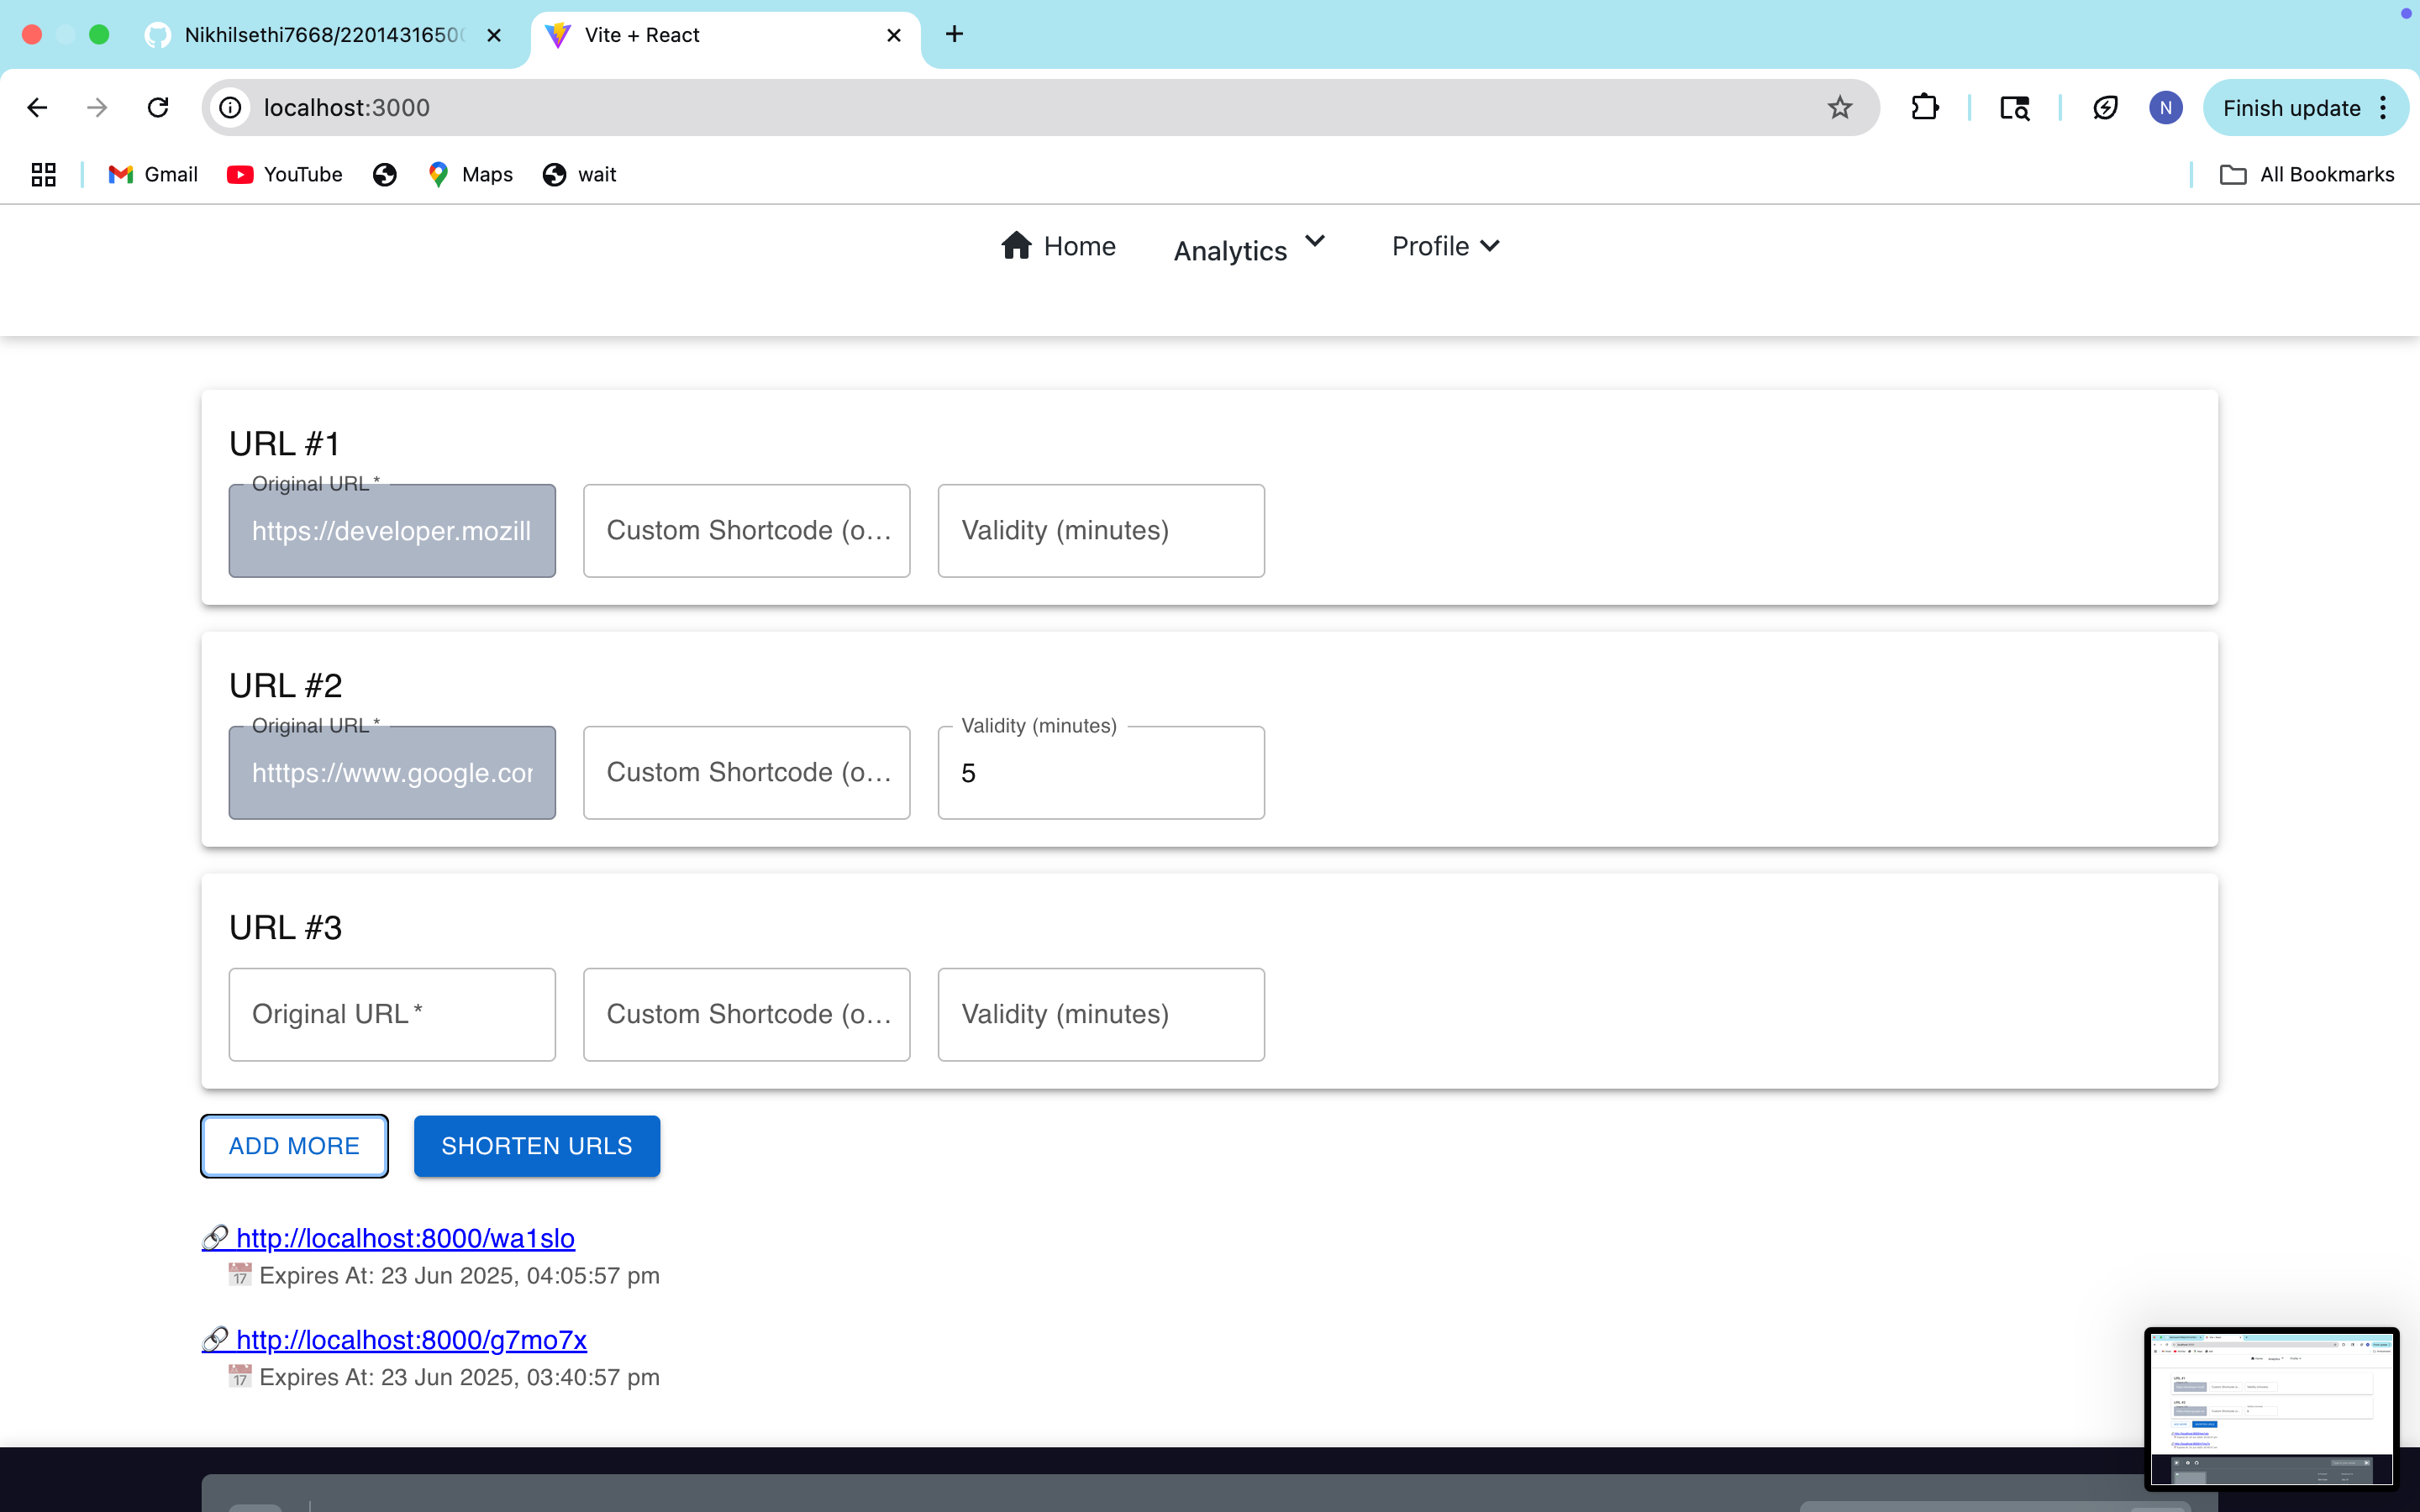 Nikhilsethi7668/2201431650
Vite + React
localhost:3000
N
Finish update
Gmail
YouTube
Maps
wait
All Bookmarks
Home
Analytics
Profile
URL #1
Original URL *
https://developer.mozill
Custom Shortcode (o...
Validity (minutes)
URL #2
Original URL *
htttps://www.google.cor
Custom Shortcode (o...
Validity (minutes)
5
URL #3
Original URL *
Custom Shortcode (o...
Validity (minutes)
ADD MORE
SHORTEN URLS
http://localhost:8000/wa1slo
17 Expires At: 23 Jun 2025, 04:05:57 pm
http://localhost:8000/g7mo7x
17 Expires At: 23 Jun 2025, 03:40:57 pm